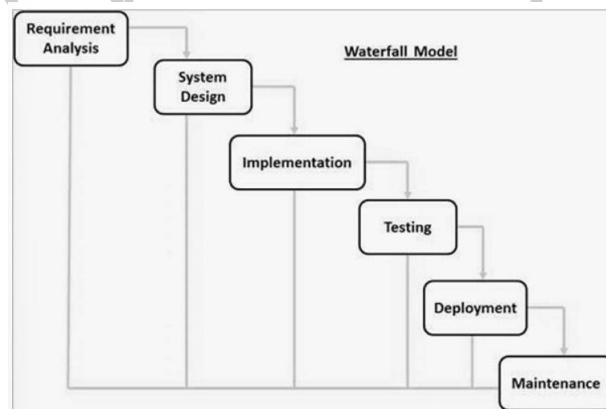 Requirement
Analysis
Waterfall Model
System
Design
Implementation
Testing
Deployment
Maintenance